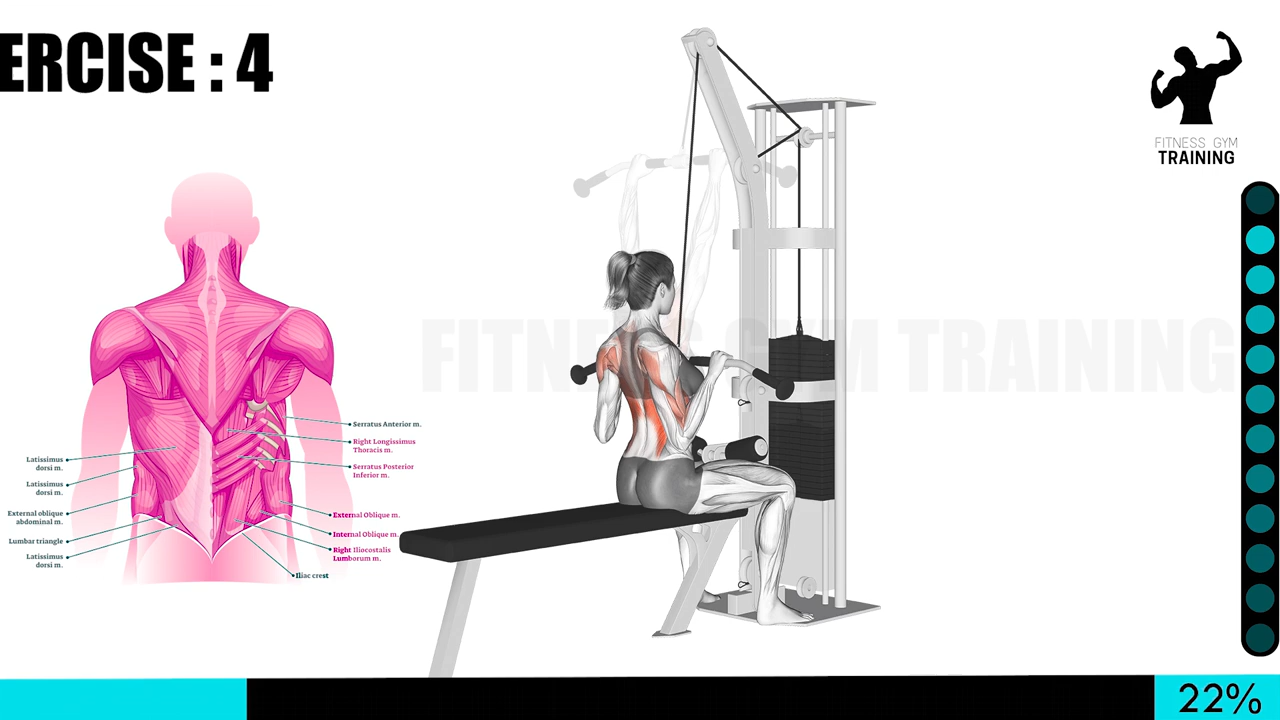 ERCISE : 4
FITNESS GYM
TRAINING
FITNESS GYM TRAINING
Serratus Anterior m.
Right Longissimus
Thoracis m.
Serratus Posterior
Inferior m.
External Oblique m.
Internal Oblique m.
Right Iliocostalis
Lumborum m.
Iliac crest
Latissimus
dorsi m.
Latissimus
dorsi m.
External oblique
abdominal m.
Lumbar triangle
Latissimus
dorsi m.
22%